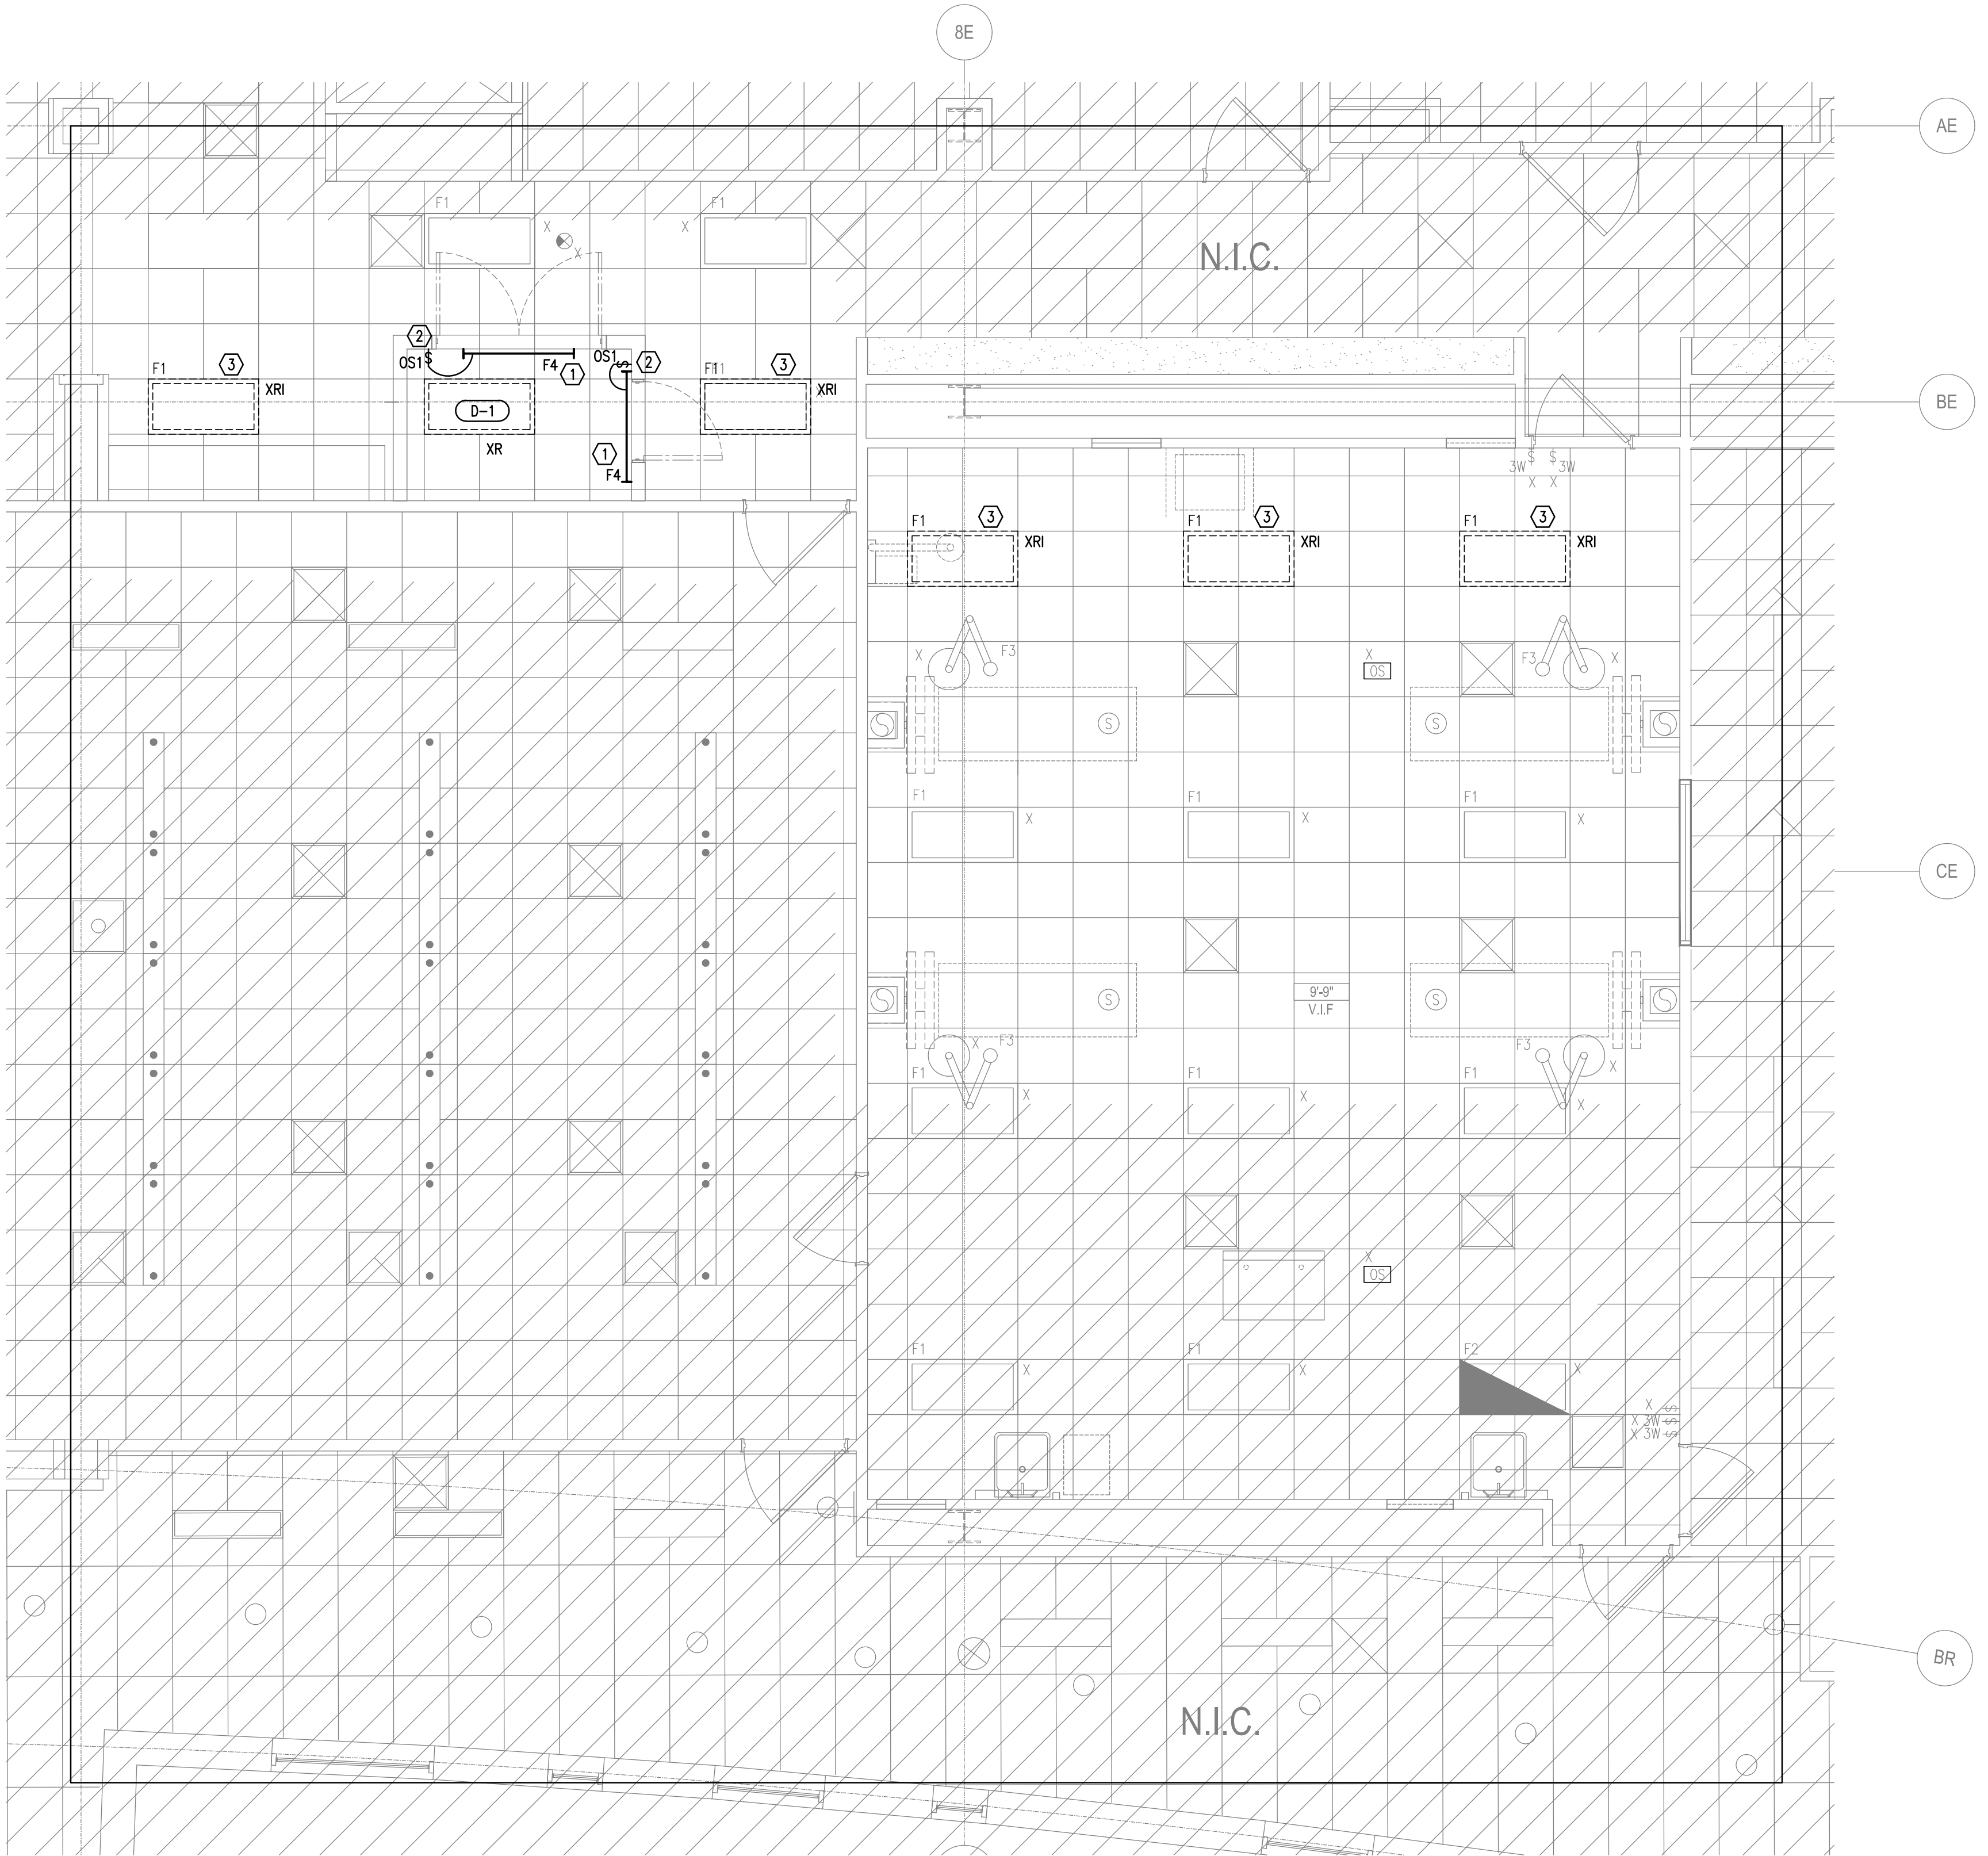 8E
AE
F1
F1
X
X
X
N.I.C.
2
OS1
$
F4
1
OS1
$
2
F1
3
XRI
D-1
XR
F1
3
XRI
BE
1
F4
3W
$
$
3W
X
X
F1
3
XRI
F1
3
XRI
F1
3
XRI
X
F3
X
OS
F3
X
S
S
S
S
F1
X
F1
X
F1
X
CE
S
S
S
S
9'-9"
V.I.F
X
F3
F3
X
F1
X
F1
X
F1
X
X
OS
F1
X
F1
X
F2
X
X $
X 3W $
X 3W $
N.I.C.
BR